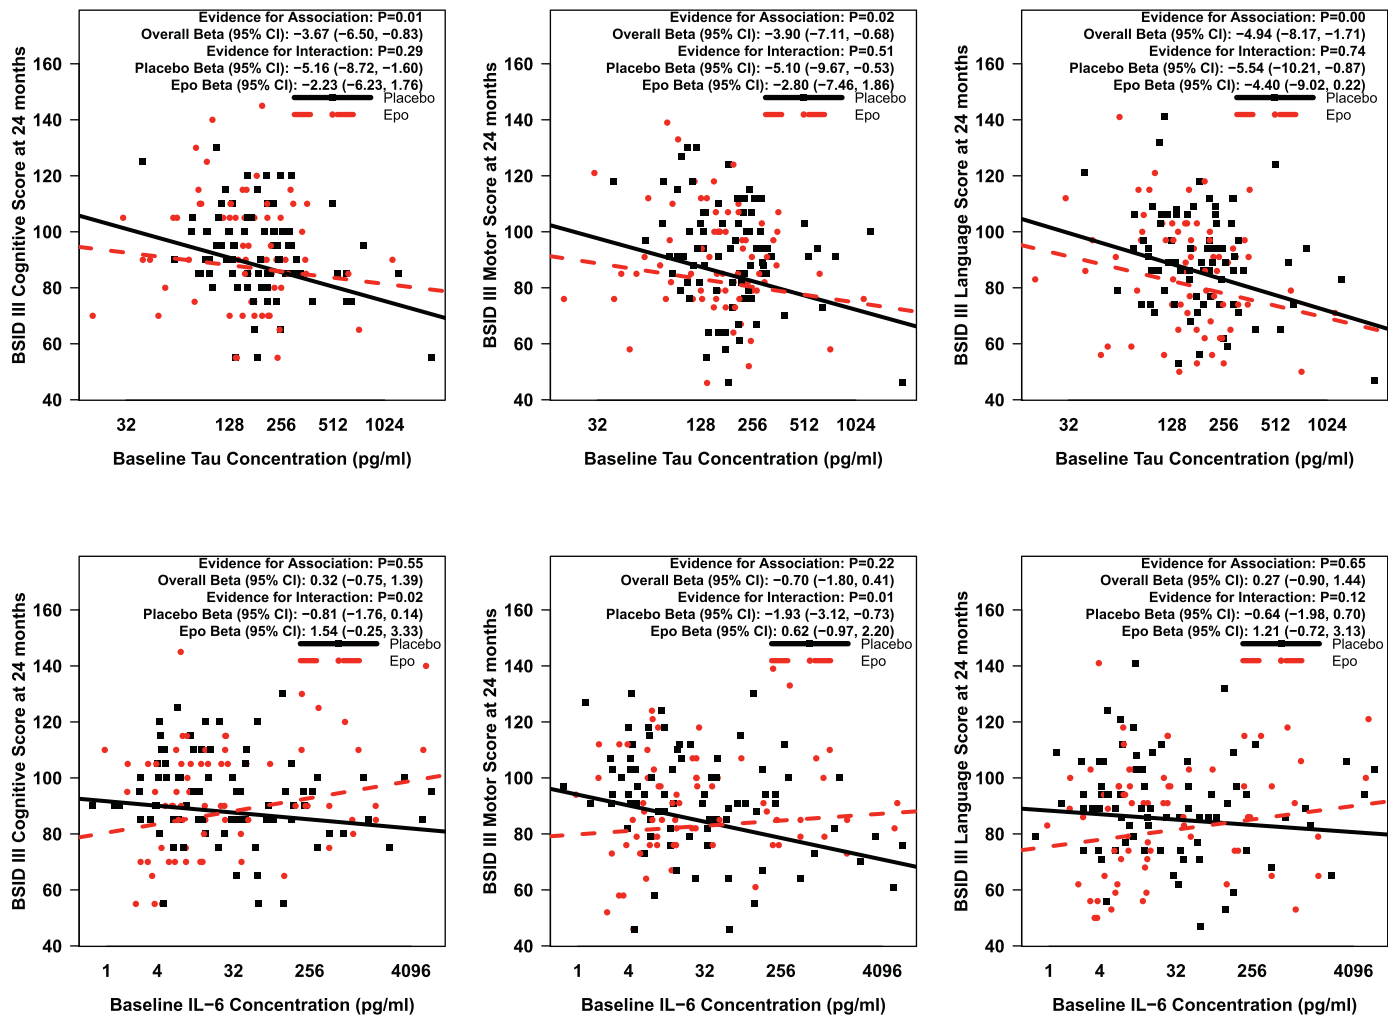 Evidence for Association: P=0.01
Overall Beta (95% CI): −3.67 (−6.50, −0.83)
Evidence for Interaction: P=0.29
Placebo Beta (95% CI): −5.16 (−8.72, −1.60)
Epo Beta (95% CI): −2.23 (−6.23, 1.76)
Placebo
Epo
BSID III Cognitive Score at 24 months
160
140
120
100
80
60
40
32
128
256
512
1024
Baseline Tau Concentration (pg/ml)
Evidence for Association: P=0.02
Overall Beta (95% CI): −3.90 (−7.11, −0.68)
Evidence for Interaction: P=0.51
Placebo Beta (95% CI): −5.10 (−9.67, −0.53)
Epo Beta (95% CI): −2.80 (−7.46, 1.86)
Placebo
Epo
BSID III Motor Score at 24 months
160
140
120
100
80
60
40
32
128
256
512
1024
Baseline Tau Concentration (pg/ml)
Evidence for Association: P=0.00
Overall Beta (95% CI): −4.94 (−8.17, −1.71)
Evidence for Interaction: P=0.74
Placebo Beta (95% CI): −5.54 (−10.21, −0.87)
Epo Beta (95% CI): −4.40 (−9.02, 0.22)
Placebo
Epo
BSID III Language Score at 24 months
160
140
120
100
80
60
40
32
128
256
512
1024
Baseline Tau Concentration (pg/ml)
Evidence for Association: P=0.55
Overall Beta (95% CI): 0.32 (−0.75, 1.39)
Evidence for Interaction: P=0.02
Placebo Beta (95% CI): −0.81 (−1.76, 0.14)
Epo Beta (95% CI): 1.54 (−0.25, 3.33)
Placebo
Epo
BSID III Cognitive Score at 24 months
160
140
120
100
80
60
40
1
4
32
256
4096
Baseline IL−6 Concentration (pg/ml)
Evidence for Association: P=0.22
Overall Beta (95% CI): −0.70 (−1.80, 0.41)
Evidence for Interaction: P=0.01
Placebo Beta (95% CI): −1.93 (−3.12, −0.73)
Epo Beta (95% CI): 0.62 (−0.97, 2.20)
Placebo
Epo
BSID III Motor Score at 24 months
160
140
120
100
80
60
40
1
4
32
256
4096
Baseline IL−6 Concentration (pg/ml)
Evidence for Association: P=0.65
Overall Beta (95% CI): 0.27 (−0.90, 1.44)
Evidence for Interaction: P=0.12
Placebo Beta (95% CI): −0.64 (−1.98, 0.70)
Epo Beta (95% CI): 1.21 (−0.72, 3.13)
Placebo
Epo
BSID III Language Score at 24 months
160
140
120
100
80
60
40
1
4
32
256
4096
Baseline IL−6 Concentration (pg/ml)